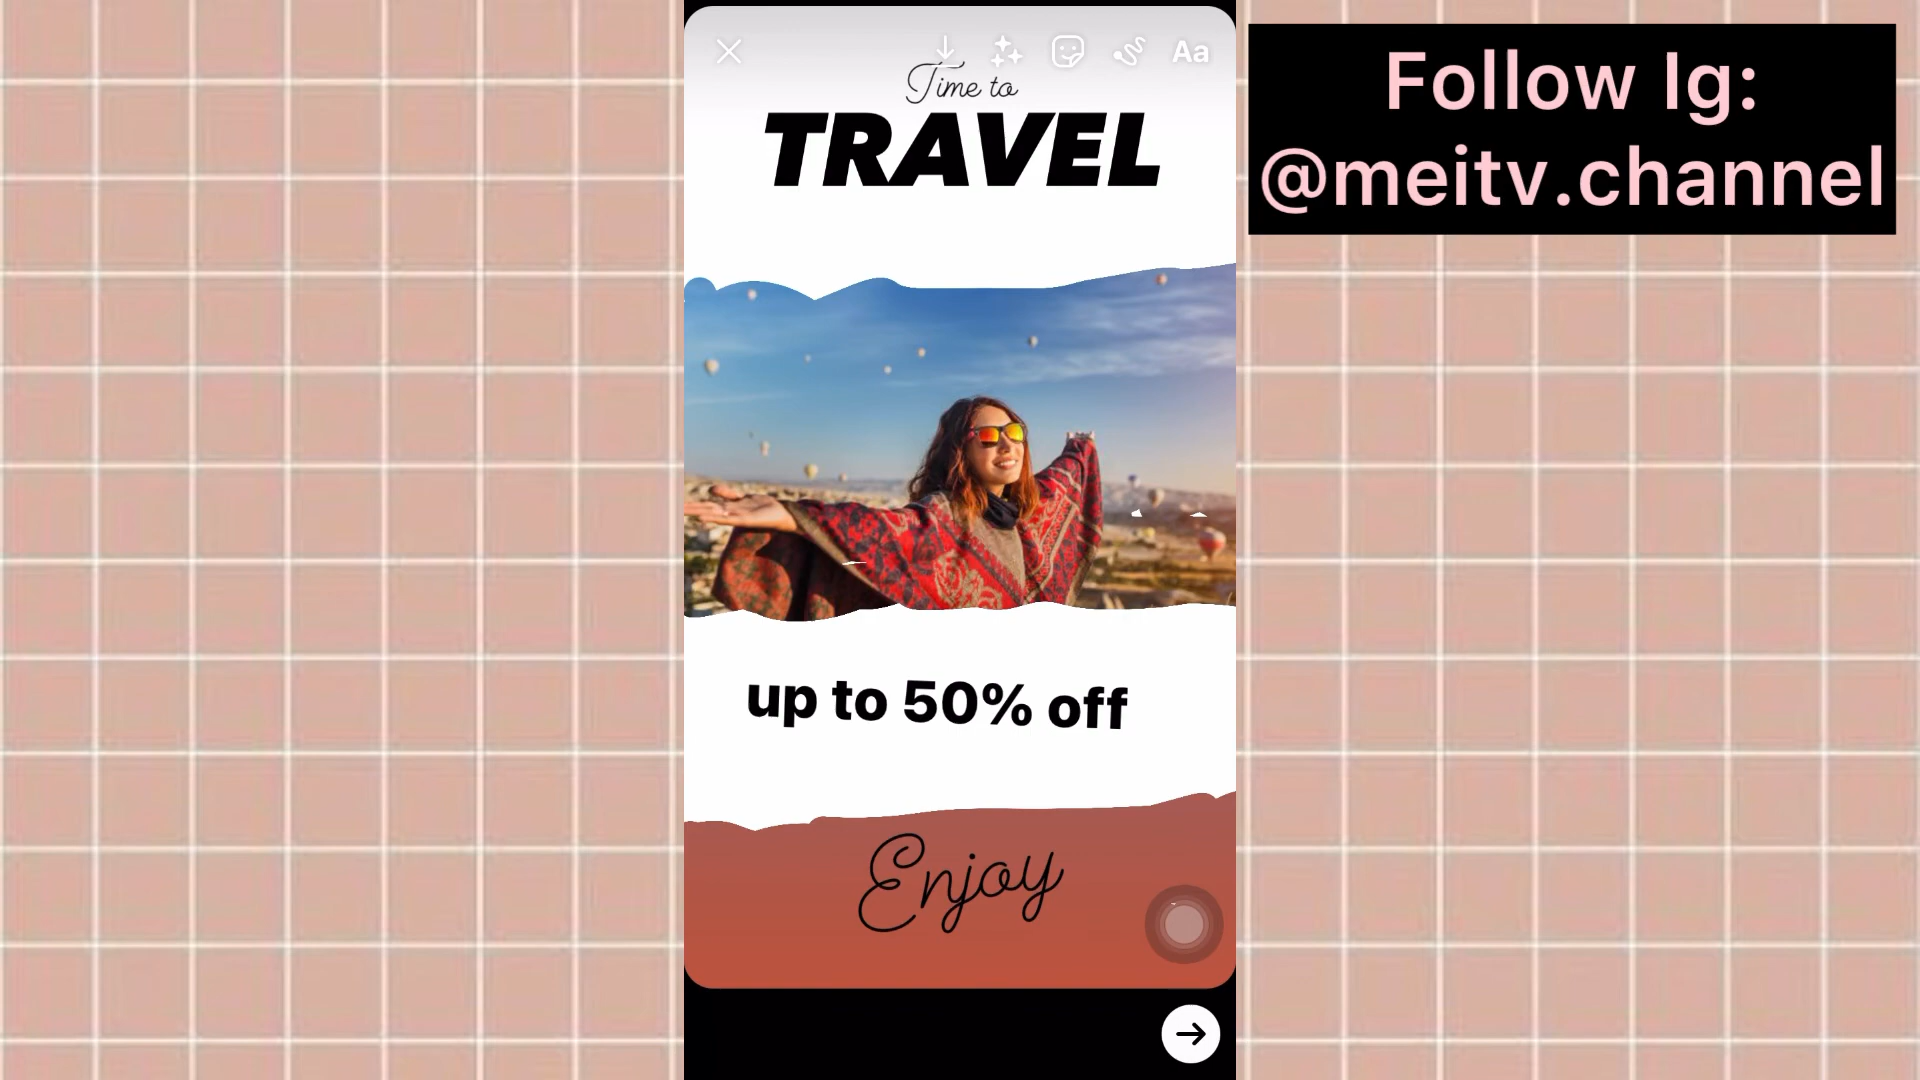 Aa
Time to
TRAVEL
up to 50% off
Enjoy
Follow Ig:
@meitv.channel